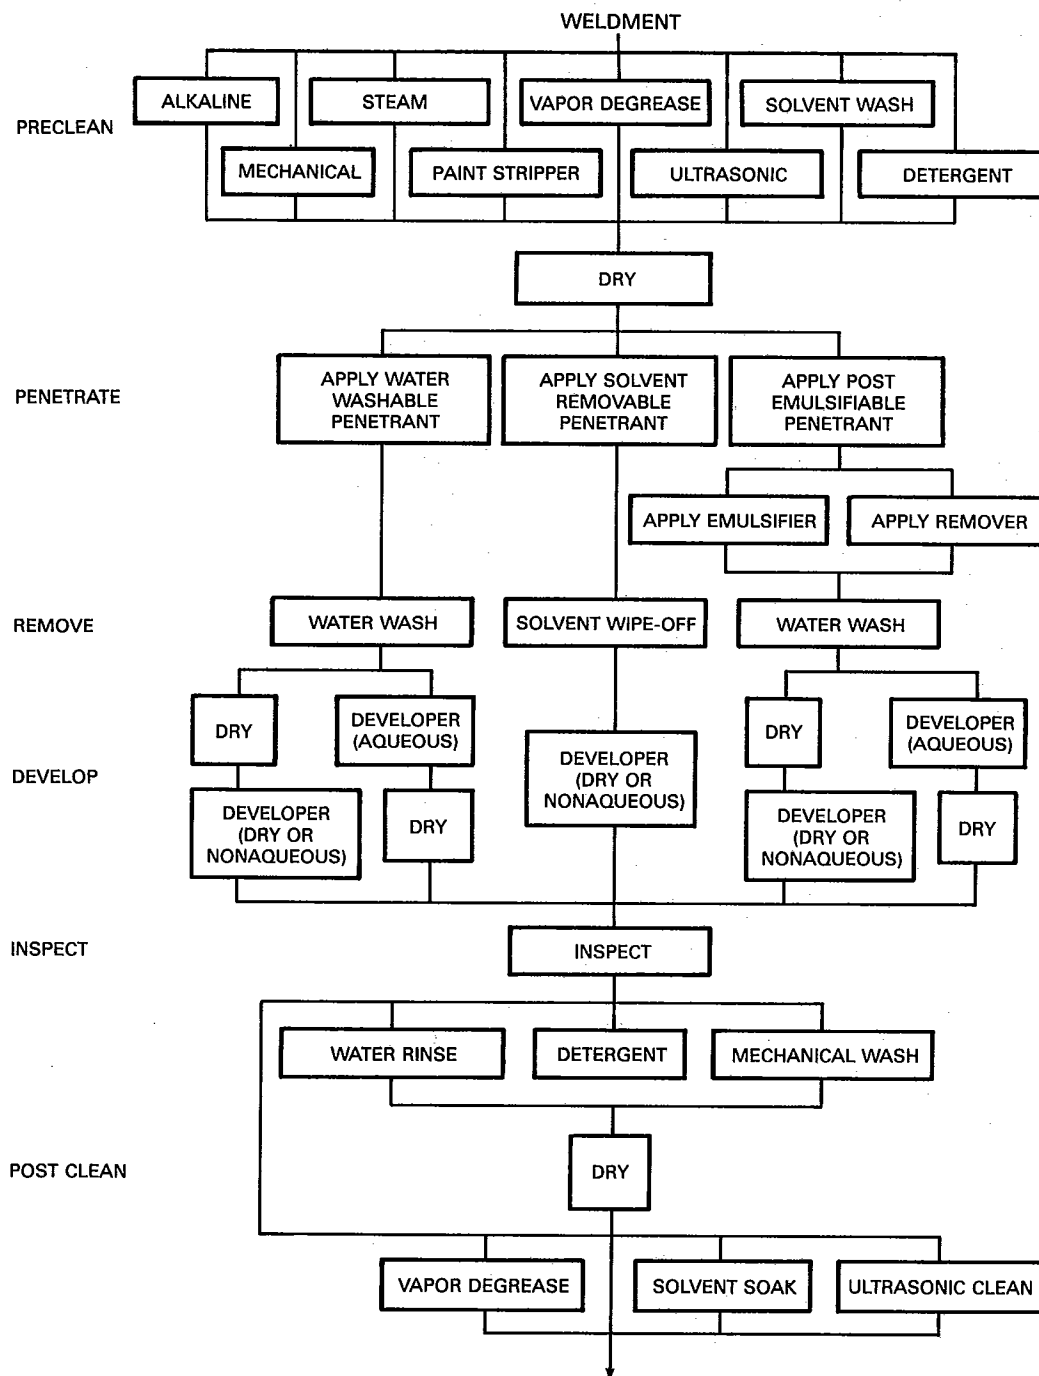 WELDMENT
PRECLEAN
ALKALINE
STEAM
VAPOR DEGREASE
SOLVENT WASH
MECHANICAL
PAINT STRIPPER
ULTRASONIC
DETERGENT
DRY
PENETRATE
APPLY WATER
WASHABLE
PENETRANT
APPLY SOLVENT
REMOVABLE
PENETRANT
APPLY POST
EMULSIFIABLE
PENETRANT
APPLY EMULSIFIER
APPLY REMOVER
REMOVE
WATER WASH
SOLVENT WIPE-OFF
WATER WASH
DEVELOP
DRY
DEVELOPER
(AQUEOUS)
DEVELOPER
(DRY OR
NONAQUEOUS)
DRY
DEVELOPER
(DRY OR
NONAQUEOUS)
DRY
DEVELOPER
(AQUEOUS)
DEVELOPER
(DRY OR
NONAQUEOUS)
DRY
INSPECT
INSPECT
WATER RINSE
DETERGENT
MECHANICAL WASH
POST CLEAN
DRY
VAPOR DEGREASE
SOLVENT SOAK
ULTRASONIC CLEAN